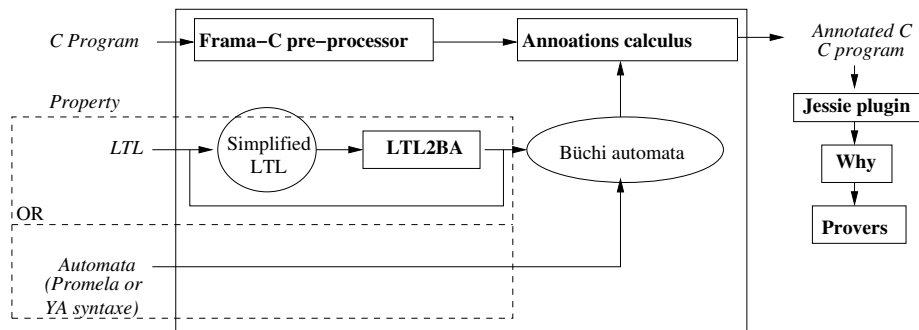 C Program
Frama−C pre−processor
Annoations calculus
Annotated C
C program
Property
Jessie plugin
LTL
Simplified
LTL
LTL2BA
Büchi automata
Why
OR
Provers
Automata
(Promela or
YA syntaxe)